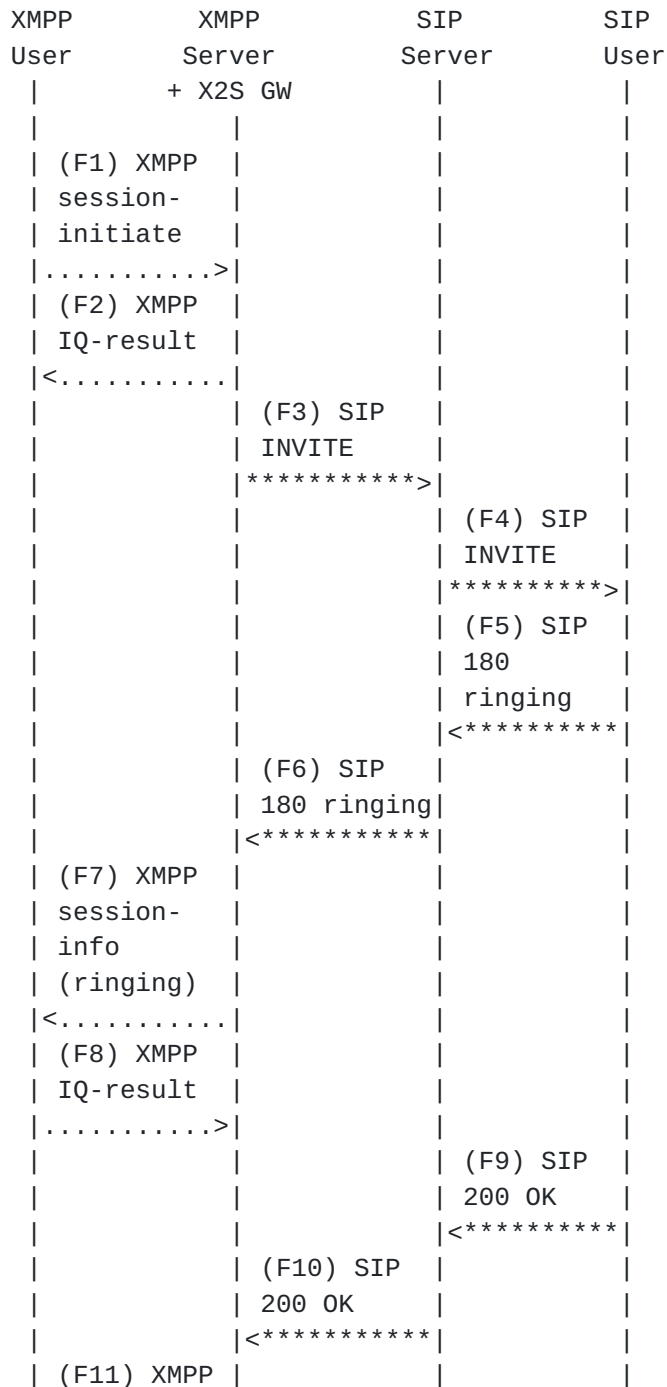 XMPP XMPP SIP SIP
User Server Server User
| + X2S GW | |
| | | |
| (F1) XMPP | | |
| session- | | |
| initiate | | |
|...........>| | |
| (F2) XMPP | | |
| IQ-result | | |
|<...........| | |
| | (F3) SIP | |
| | INVITE | |
| |***********>| |
| | | (F4) SIP |
| | | INVITE |
| | |**********>|
| | | (F5) SIP |
| | | 180 |
| | | ringing |
| | |<**********|
| | (F6) SIP | |
| | 180 ringing| |
| |<***********| |
| (F7) XMPP | | |
| session- | | |
| info | | |
| (ringing) | | |
|<...........| | |
| (F8) XMPP | | |
| IQ-result | | |
|...........>| | |
| | | (F9) SIP |
| | | 200 OK |
| | |<**********|
| | (F10) SIP | |
| | 200 OK | |
| |<***********| |
| (F11) XMPP | | |